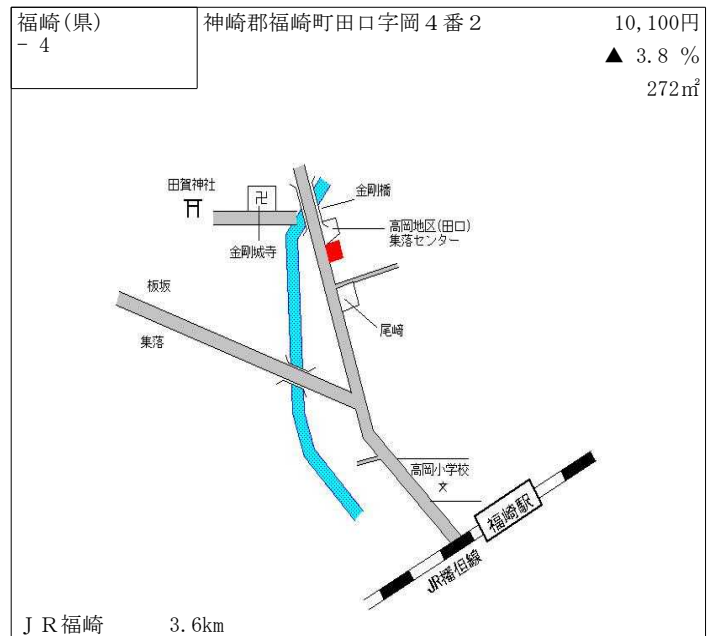 福崎(県)
－ 4
神崎郡福崎町田口字岡４番２
10,100円
▲ 3.8 %
272㎡
田賀神社
卍
金剛橋
高岡地区(田口)
集落センター
金剛城寺
板坂
尾﨑
集落
高岡小学校
文
福崎駅
JR播但線
ＪＲ福崎 3.6km